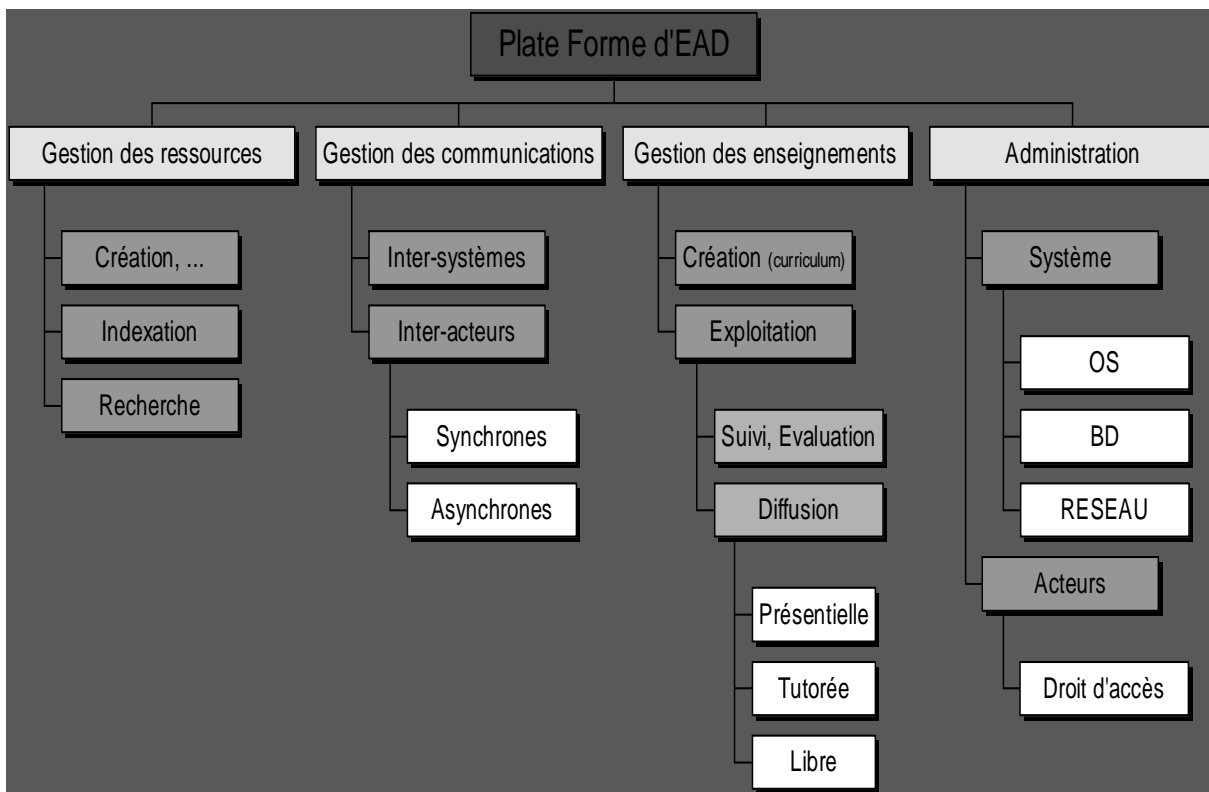 Plate Forme d'EAD
Gestion des ressources
Création, ...
Indexation
Recherche
Gestion des communications
Inter-systèmes
Inter-acteurs
Synchrones
Asynchrones
Gestion des enseignements
Création (curriculum)
Exploitation
Suivi, Evaluation
Diffusion
Présentielle
Tutorée
Libre
Administration
Système
OS
BD
RESEAU
Acteurs
Droit d'accès